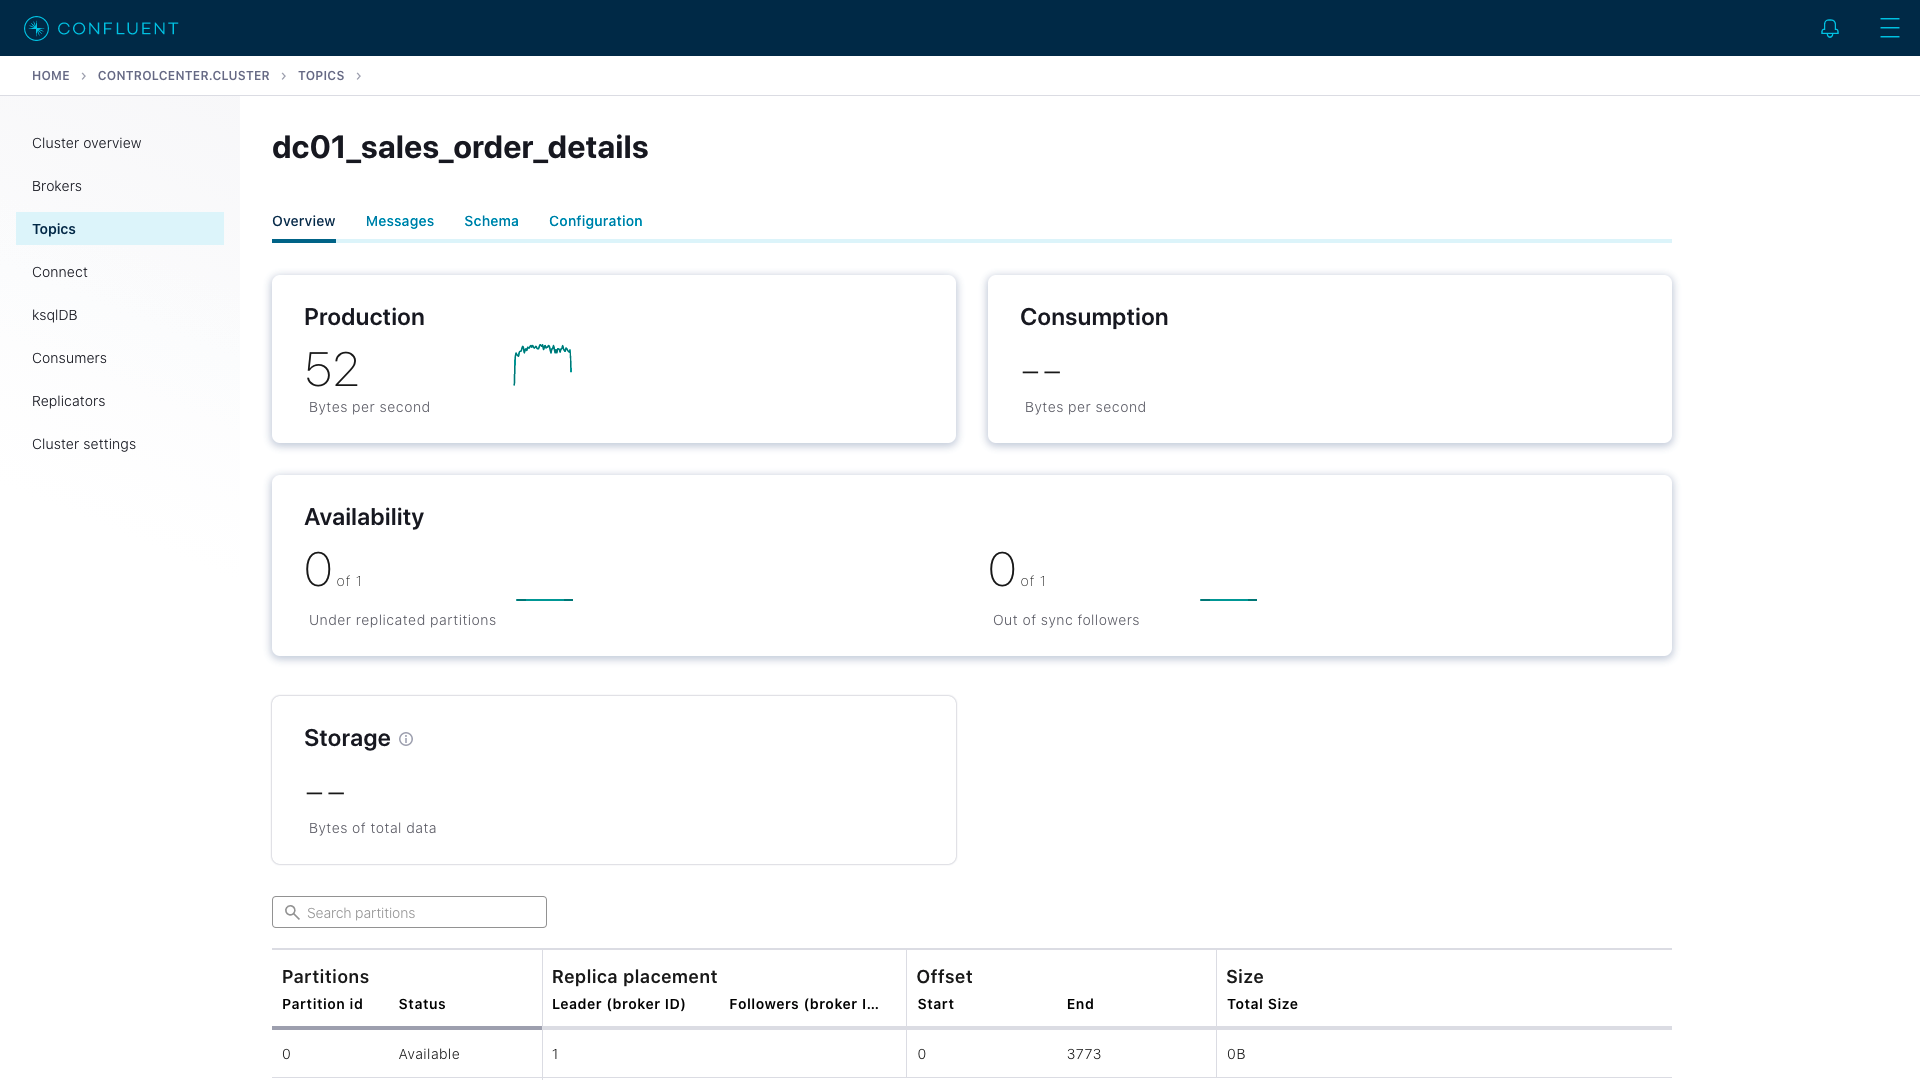 CONFLUENT
HOME > CONTROLCENTER.CLUSTER > TOPICS >
Cluster overview
Brokers
Topics
Connect
ksqlDB
Consumers
Replicators
Cluster settings
dc01_sales_order_details
Overview Messages Schema Configuration
Production
52
Bytes per second
Consumption
--
Bytes per second
Availability
0 of 1
Under replicated partitions
0 of 1
Out of sync followers
Storage
--
Bytes of total data
Search partitions
Partitions Replica placement Offset Size
Partition id Status Leader (broker ID) Followers (broker I... Start End Total Size
0 Available 1 0 3773 0B